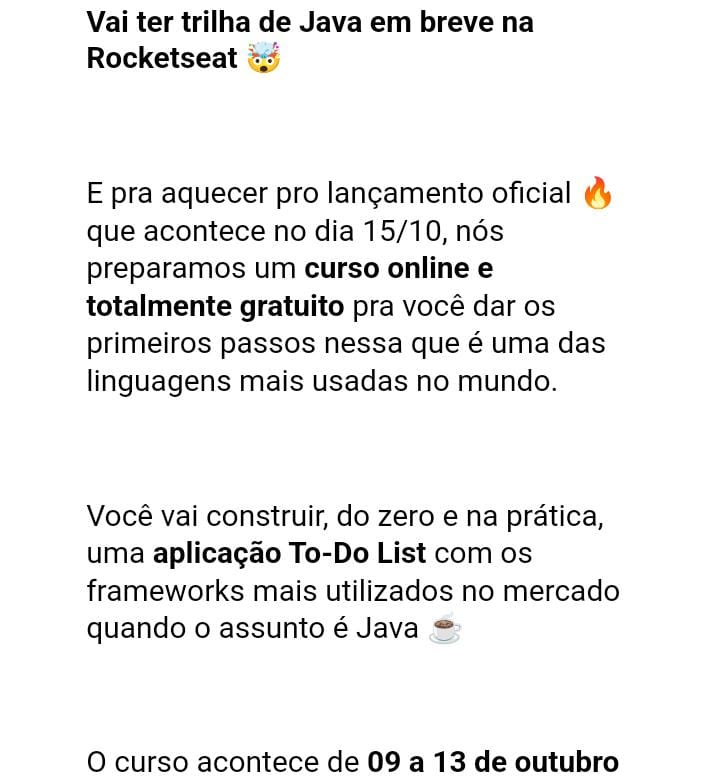 Vai ter trilha de Java em breve na
Rocketseat 🤯
E pra aquecer pro lançamento oficial 🔥
que acontece no dia 15/10, nós
preparamos um curso online e
totalmente gratuito pra você dar os
primeiros passos nessa que é uma das
linguagens mais usadas no mundo.
Você vai construir, do zero e na prática,
uma aplicação To-Do List com os
frameworks mais utilizados no mercado
quando o assunto é Java ☕
O curso acontece de 09 a 13 de outubro